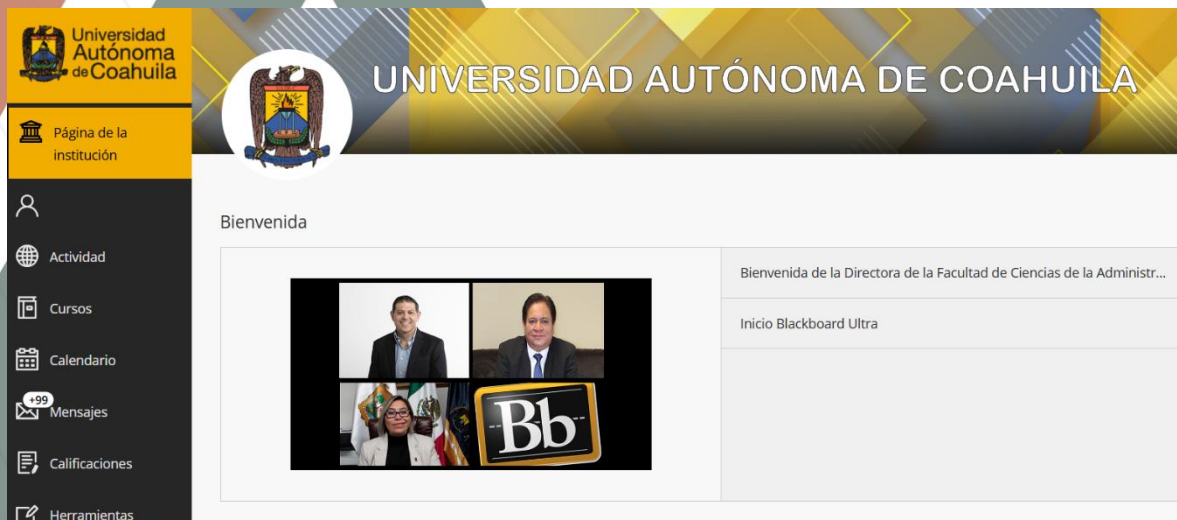 Universidad
Autónoma
de Coahuila
UNIVERSIDAD AUTÓNOMA DE COAHUILA
Página de la
institución
Actividad
Cursos
Calendario
+99
Mensajes
Calificaciones
Herramientas
Bienvenida
Bb
Bienvenida de la Directora de la Facultad de Ciencias de la Administr...
Inicio Blackboard Ultra